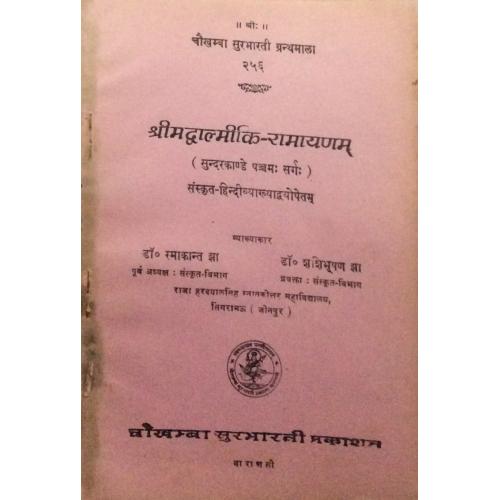 ॥ श्रीः ॥
चौखम्बा सुरभारती ग्रन्थमाला
२५६
श्रीमद्वाल्मीकि-रामायणम्
( सुन्दरकाण्डे पञ्चमः सर्गः )
संस्कृत-हिन्दीव्याख्याद्वयोपेतम्
व्याख्याकार
डॉ० रमाकान्त झा डॉ० शशिभूषण झा
पूर्व अध्यक्ष : संस्कृत-विभाग प्रवक्ता : संस्कृत-विभाग
राजा हरपालसिंह स्नातकोत्तर महाविद्यालय,
सिंगरामऊ ( जौनपुर )
चौखम्बा सुरभारती प्रकाशन
वाराणसी